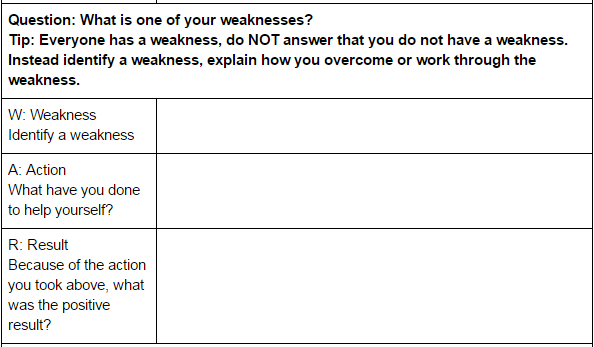 Question: What is one of your weaknesses?
Tip: Everyone has a weakness, do NOT answer that you do not have a weakness.
Instead identify a weakness, explain how you overcome or work through the
weakness.
W: Weakness
Identify a weakness
A: Action
What have you done
to help yourself?
R: Result
Because of the action
you took above, what
was the positive
result?